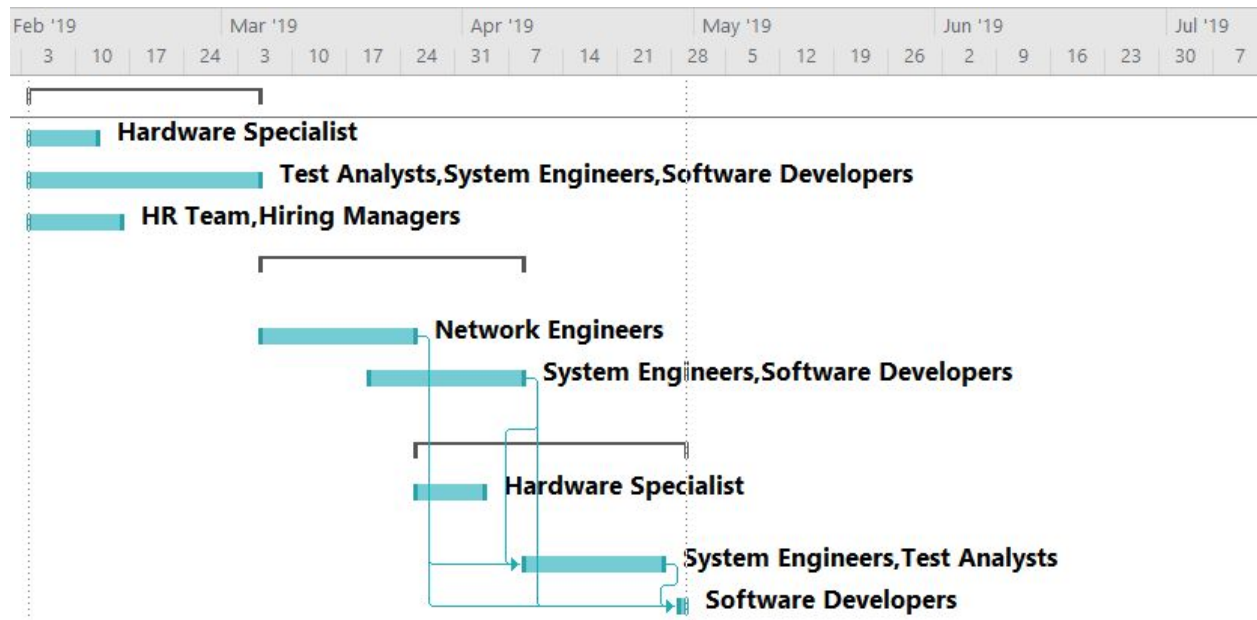 Feb '19 Mar '19 Apr '19 May '19 Jun '19 Jul '19
3 10 17 24 3 10 17 24 31 7 14 21 28 5 12 19 26 2 9 16 23 30 7
Hardware Specialist
Test Analysts,System Engineers,Software Developers
HR Team,Hiring Managers
Network Engineers
System Engineers,Software Developers
Hardware Specialist
System Engineers,Test Analysts
Software Developers